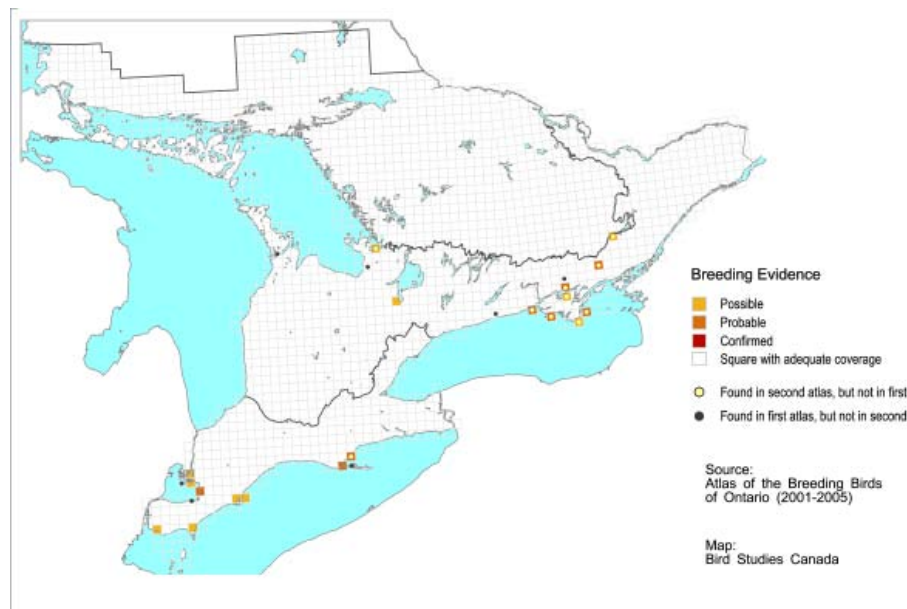 Breeding Evidence
Possible
Probable
Confirmed
Square with adequate coverage
Found in second atlas, but not in first
Found in first atlas, but not in second
Source:
Atlas of the Breeding Birds
of Ontario (2001-2005)
Map:
Bird Studies Canada